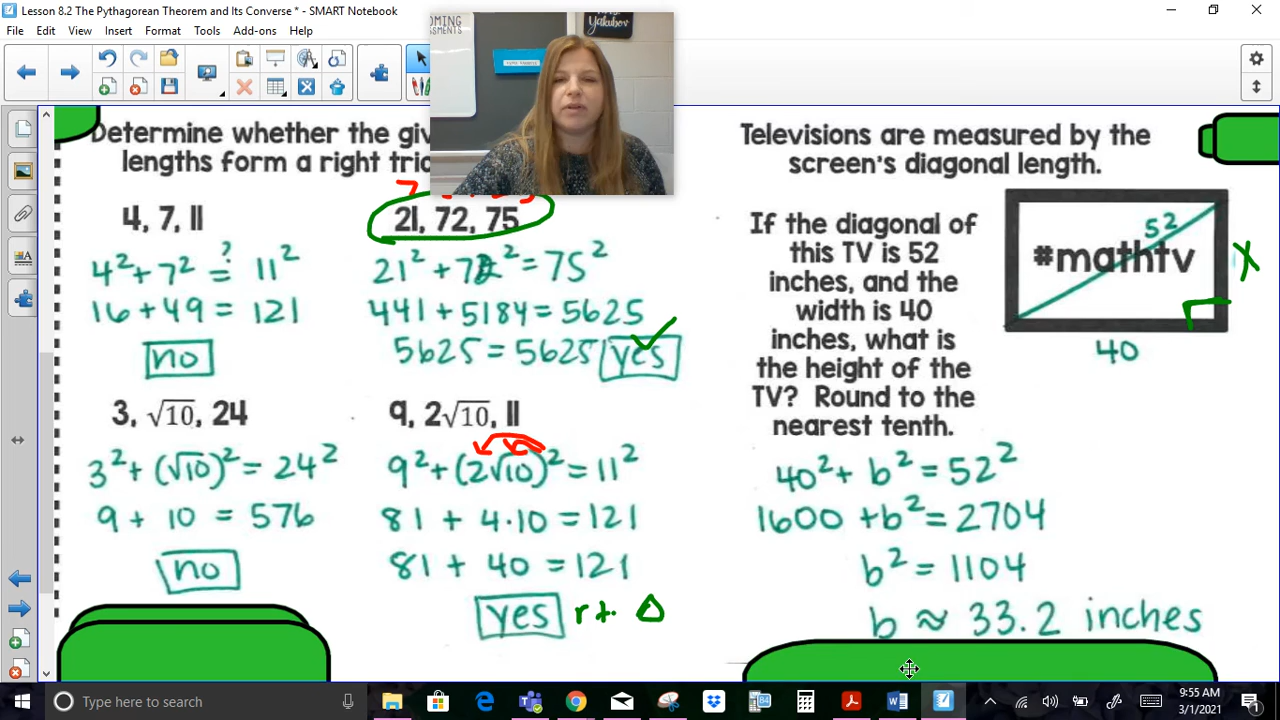 Lesson 8.2 The Pythagorean Theorem and Its Converse * - SMART Notebook
File Edit View Insert Format Tools Add-ons Help
OMING
ESSMENTS
Yakubov
Determine whether the giv
lengths form a right tri
4, 7, 11
4² + 7² ?= 11²
16 + 49 = 121
no
7
21, 72, 75
21² + 72² = 75²
441 + 5184 = 5625
5625 = 5625 yes
3, √10, 24
3² + (√10)² = 24²
9 + 10 = 576
no
9, 2√10, 11
9² + (2√10)² = 11²
81 + 4·10 = 121
81 + 40 = 121
yes rt. Δ
Televisions are measured by the
screen's diagonal length.
If the diagonal of
this TV is 52
inches, and the
width is 40
inches, what is
the height of the
TV? Round to the
nearest tenth.
52
#mathtv
x
40
40² + b² = 52²
1600 + b² = 2704
b² = 1104
b ≈ 33.2 inches
Type here to search
9:55 AM
3/1/2021